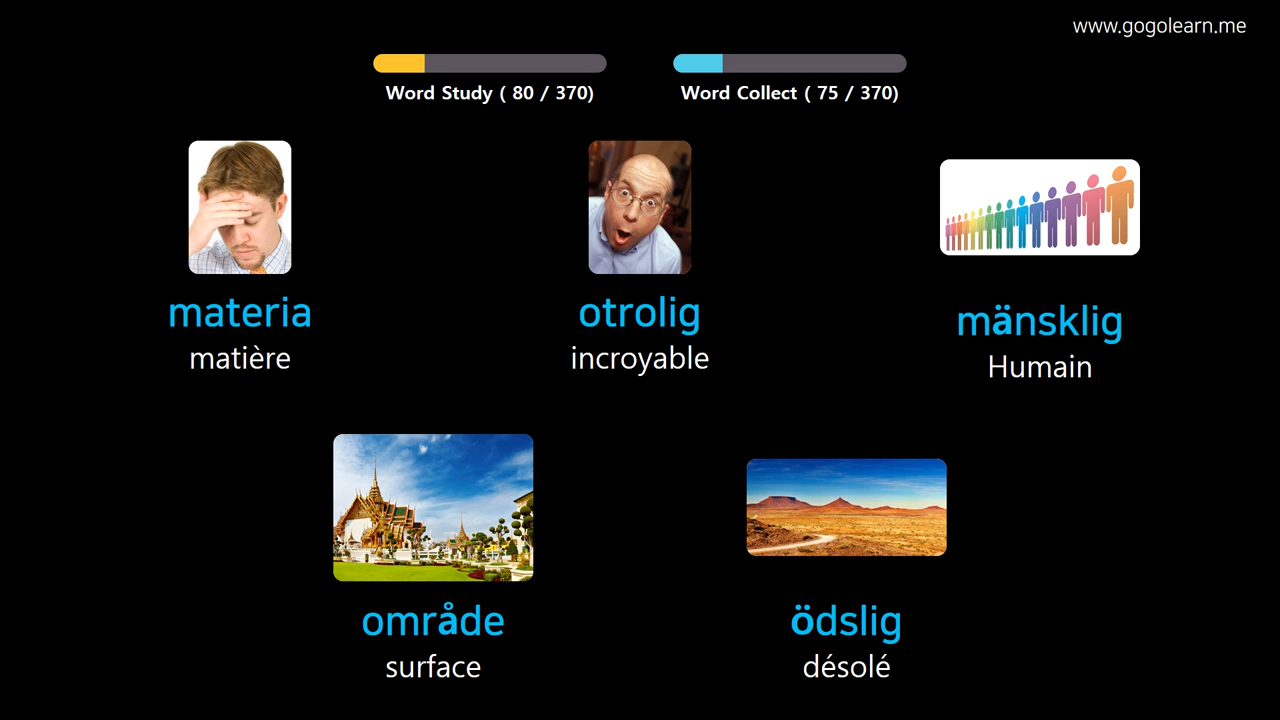 www.gogolearn.me
Word Study ( 80 / 370)
Word Collect ( 75 / 370)
materia
matière
otrolig
incroyable
mänsklig
Humain
område
surface
ödslig
désolé